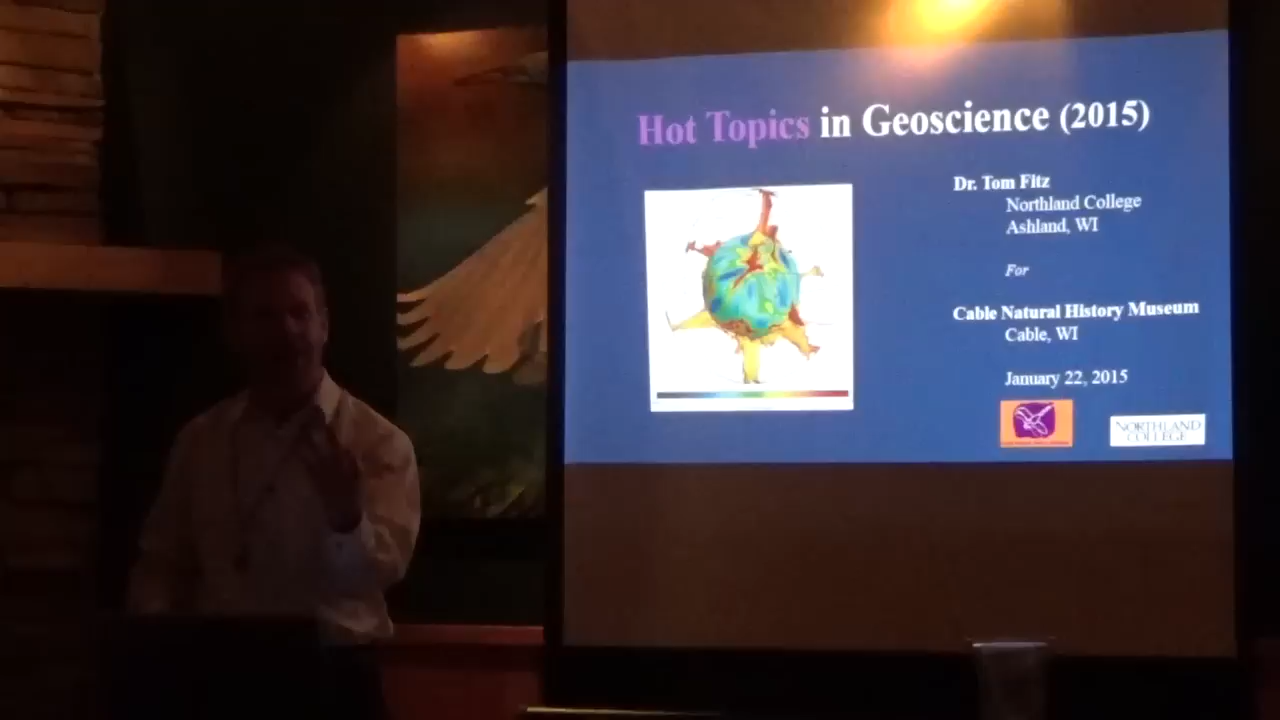 Hot Topics in Geoscience (2015)
Dr. Tom Fitz
Northland College
Ashland, WI
For
Cable Natural History Museum
Cable, WI
January 22, 2015
NORTHLAND
COLLEGE